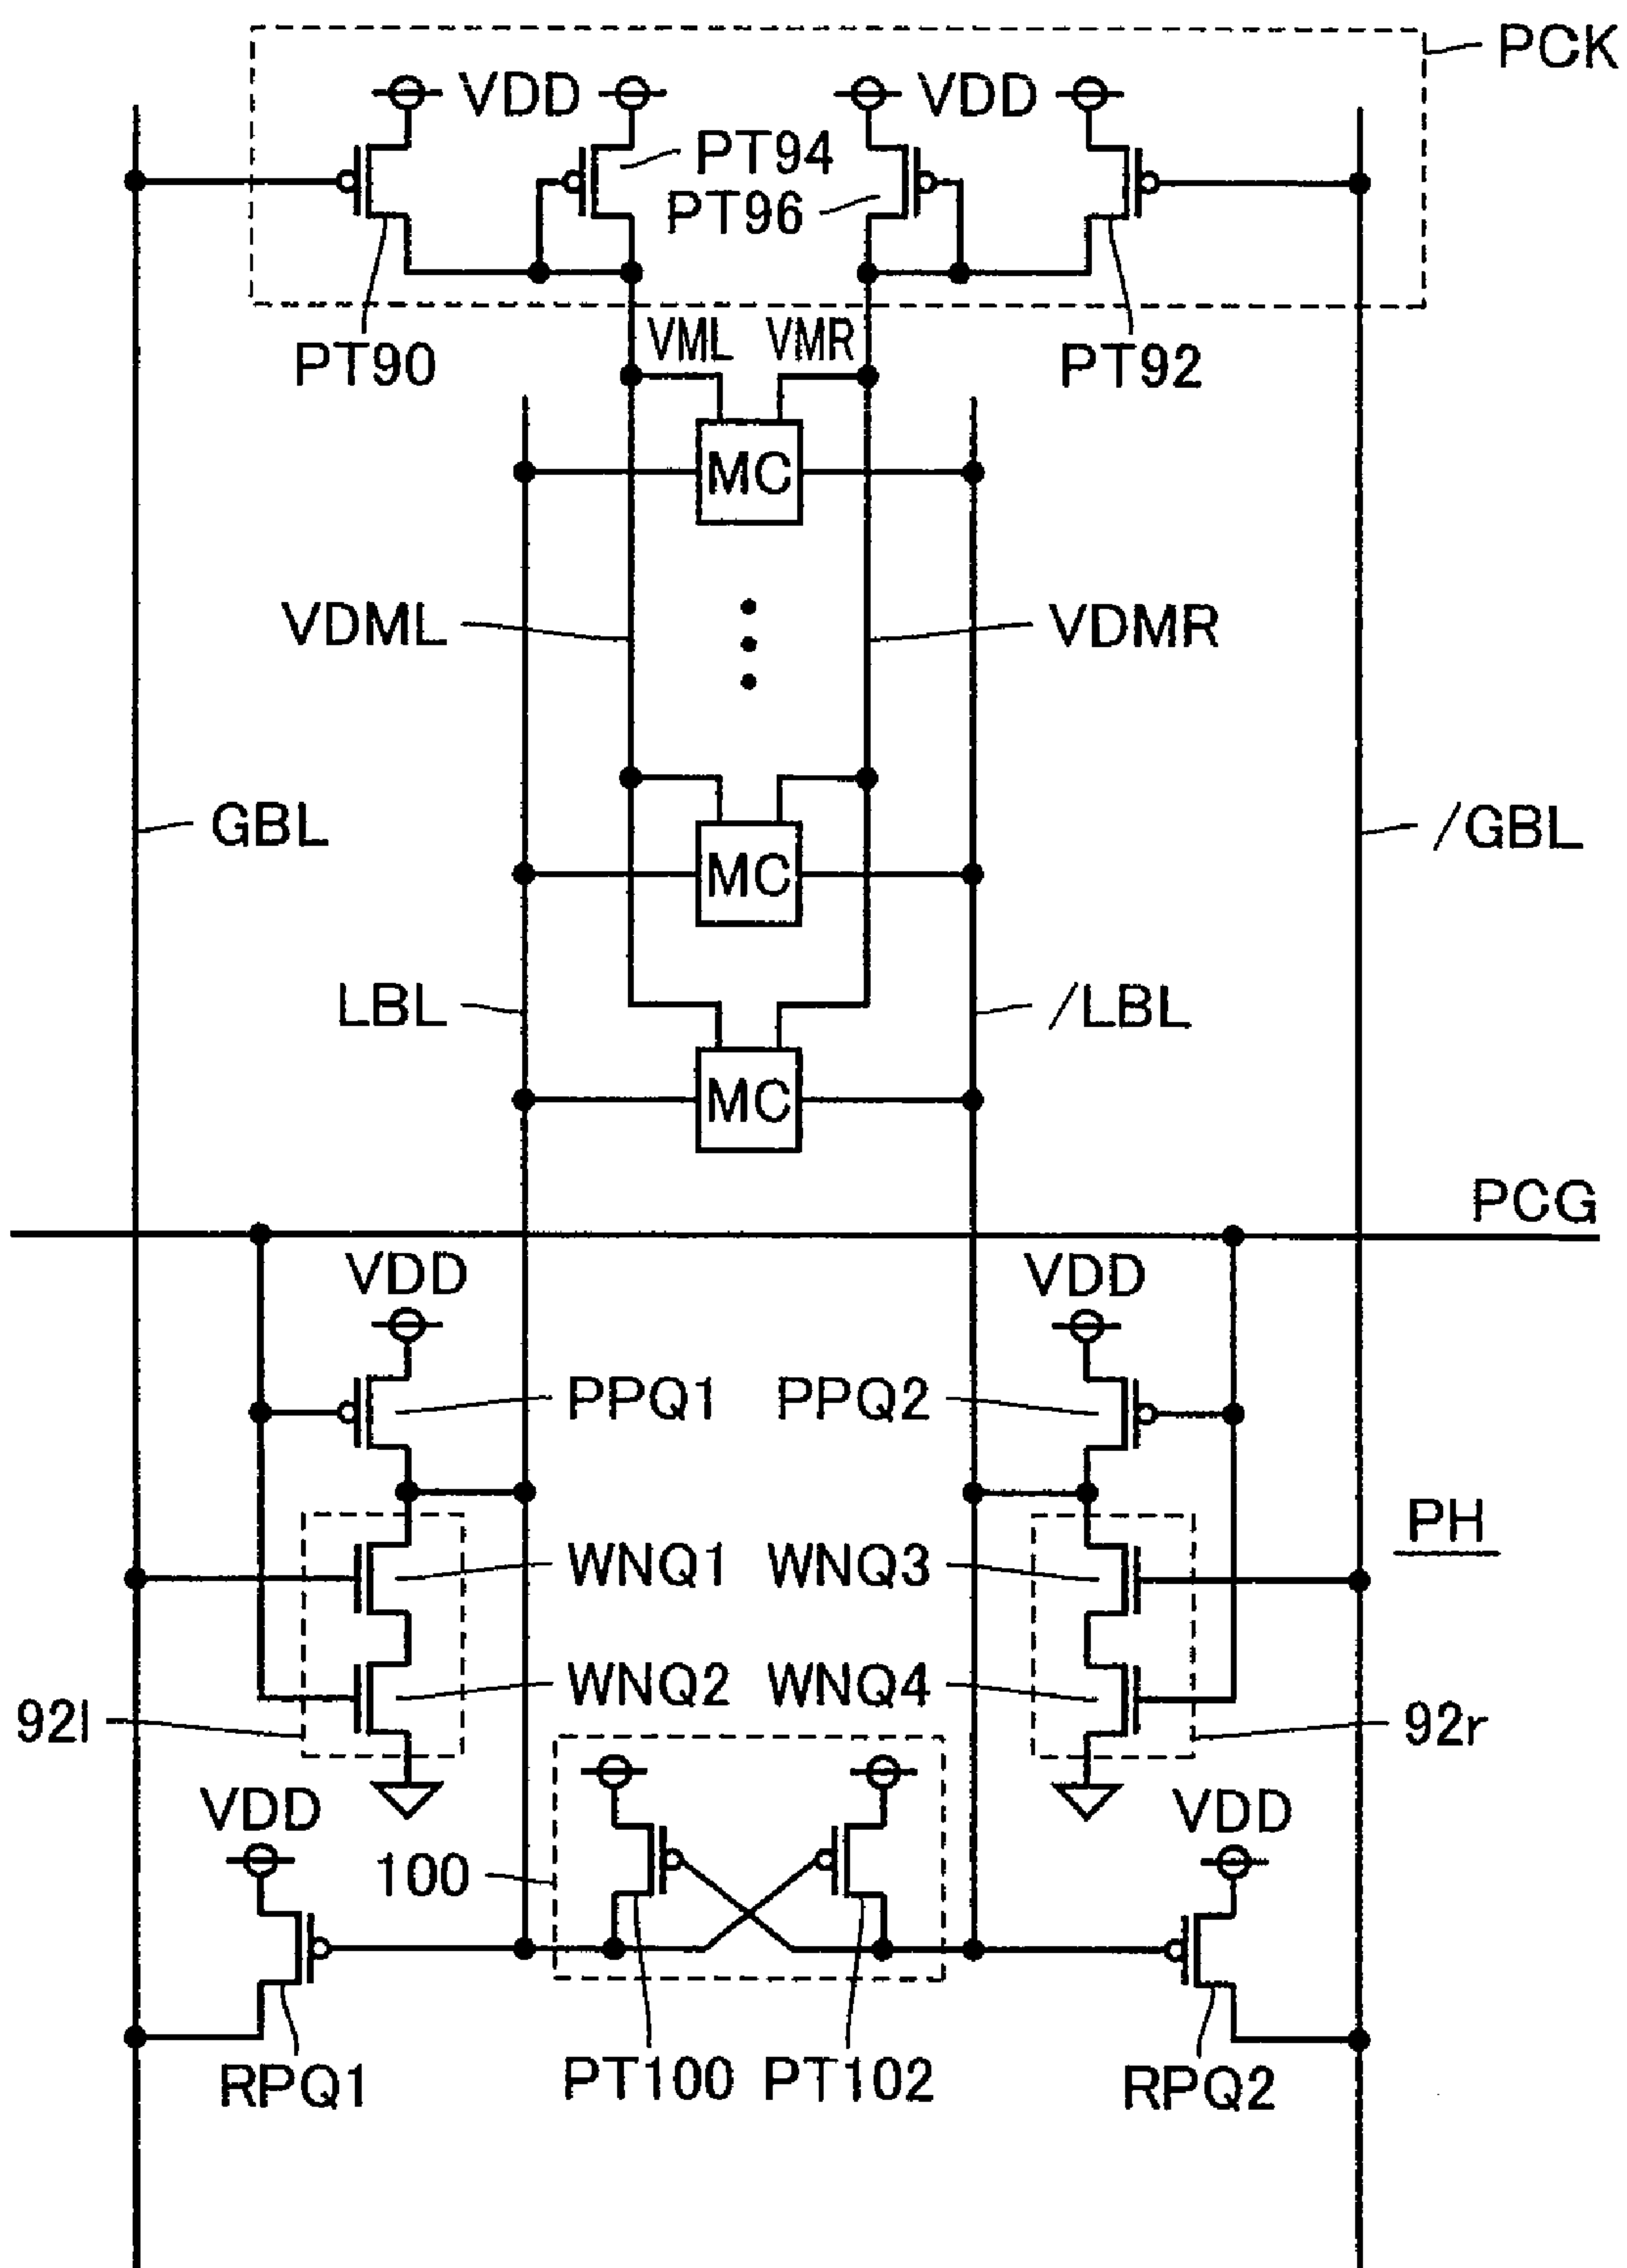 PCK
VDD VDD
PT94
PT96
VML VMR
PT90 PT92
MC
VDML VDMR
GBL /GBL
MC
LBL /LBL
MC
PCG
VDD VDD
PPQ1 PPQ2
PH
WNQ1 WNQ3
WNQ2 WNQ4
92l 92r
VDD VDD
100
PT100 PT102
RPQ1 RPQ2